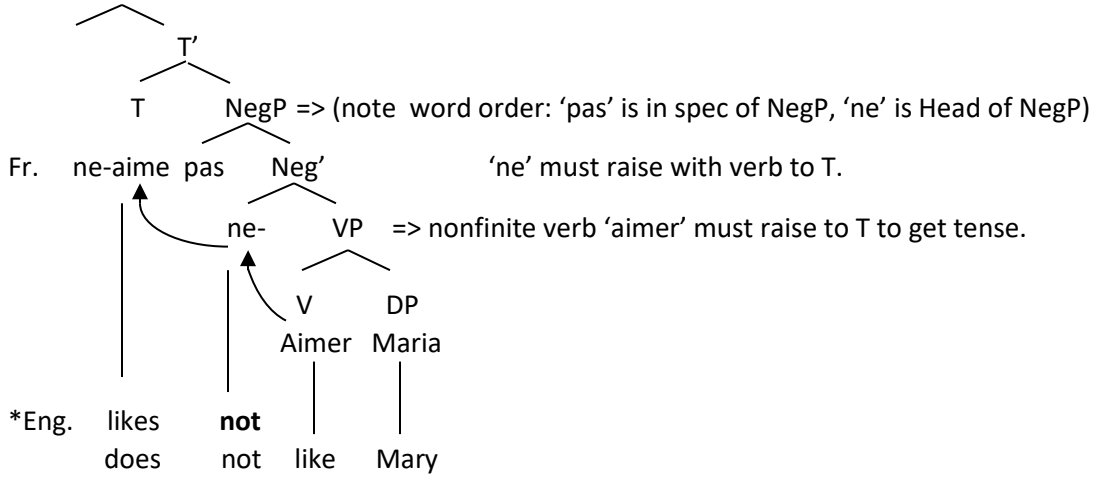 T’
T NegP => (note word order: ‘pas’ is in spec of NegP, ‘ne’ is Head of NegP)
Fr. ne-aime pas Neg’ ‘ne’ must raise with verb to T.
ne- VP => nonfinite verb ‘aimer’ must raise to T to get tense.
V DP
Aimer Maria
*Eng. likes not
does not like Mary